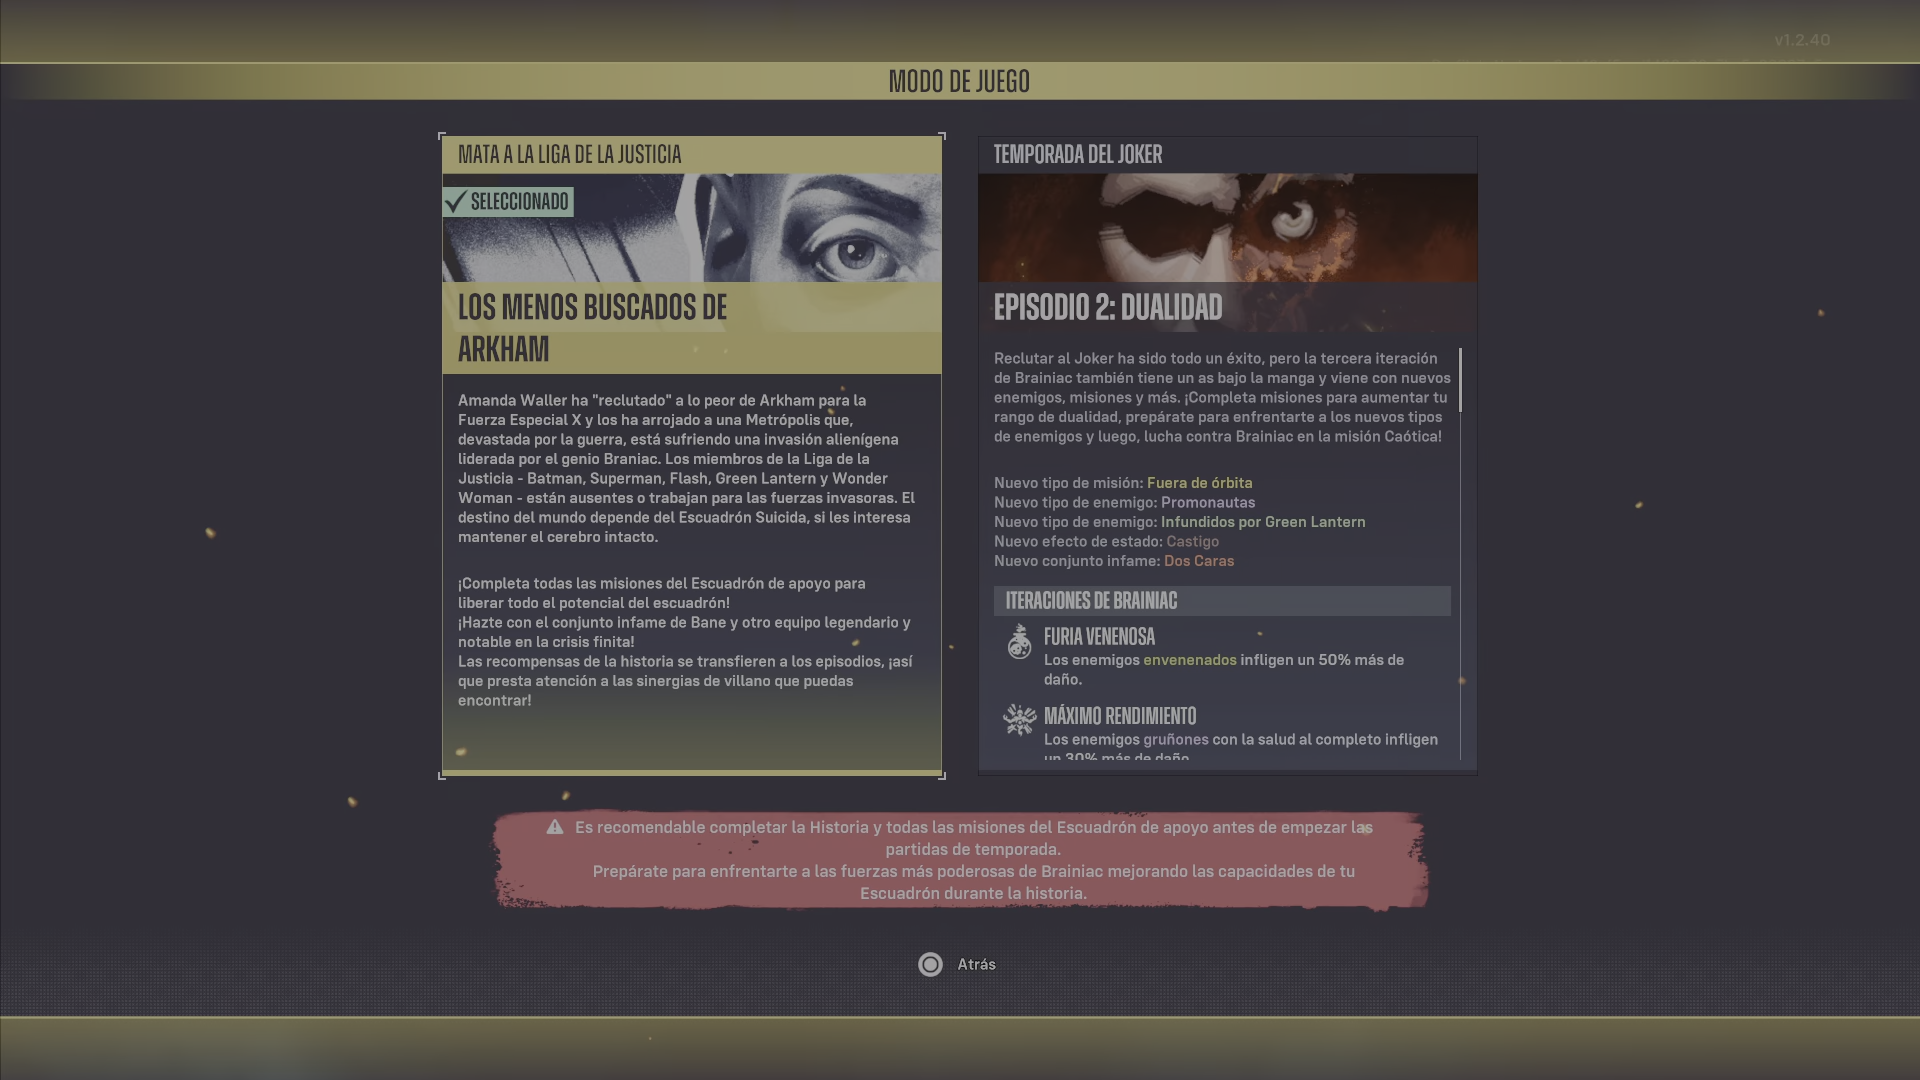 v1.2.40
MODO DE JUEGO
MATA A LA LIGA DE LA JUSTICIA
SELECCIONADO
LOS MENOS BUSCADOS DE
ARKHAM
Amanda Waller ha "reclutado" a lo peor de Arkham para la
Fuerza Especial X y los ha arrojado a una Metrópolis que,
devastada por la guerra, está sufriendo una invasión alienígena
liderada por el genio Braniac. Los miembros de la Liga de la
Justicia - Batman, Superman, Flash, Green Lantern y Wonder
Woman - están ausentes o trabajan para las fuerzas invasoras. El
destino del mundo depende del Escuadrón Suicida, si les interesa
mantener el cerebro intacto.
¡Completa todas las misiones del Escuadrón de apoyo para
liberar todo el potencial del escuadrón!
¡Hazte con el conjunto infame de Bane y otro equipo legendario y
notable en la crisis finita!
Las recompensas de la historia se transfieren a los episodios, ¡así
que presta atención a las sinergias de villano que puedas
encontrar!
TEMPORADA DEL JOKER
EPISODIO 2: DUALIDAD
Reclutar al Joker ha sido todo un éxito, pero la tercera iteración
de Brainiac también tiene un as bajo la manga y viene con nuevos
enemigos, misiones y más. ¡Completa misiones para aumentar tu
rango de dualidad, prepárate para enfrentarte a los nuevos tipos
de enemigos y luego, lucha contra Brainiac en la misión Caótica!
Nuevo tipo de misión: Fuera de órbita
Nuevo tipo de enemigo: Promonautas
Nuevo tipo de enemigo: Infundidos por Green Lantern
Nuevo efecto de estado: Castigo
Nuevo conjunto infame: Dos Caras
ITERACIONES DE BRAINIAC
FURIA VENENOSA
Los enemigos envenenados infligen un 50% más de
daño.
MÁXIMO RENDIMIENTO
Los enemigos gruñones con la salud al completo infligen
un 30% más de daño
Es recomendable completar la Historia y todas las misiones del Escuadrón de apoyo antes de empezar las
partidas de temporada.
Prepárate para enfrentarte a las fuerzas más poderosas de Brainiac mejorando las capacidades de tu
Escuadrón durante la historia.
Atrás